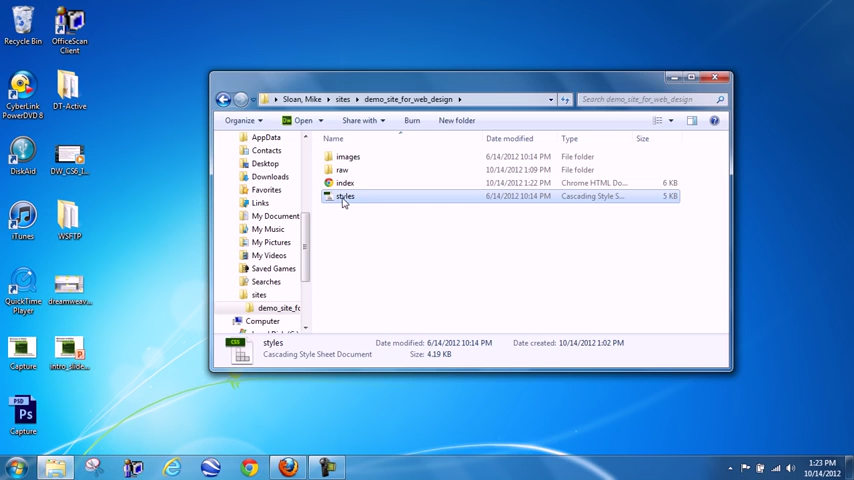 Recycle Bin
OfficeScan
Client
CyberLink
PowerDVD 8
DT-Active
DiskAid
DW_CS6_I...
iTunes
WSFTP
QuickTime
Player
dreamweav...
Capture
intro_slide...
Capture
Sloan, Mike
sites
demo_site_for_web_design
Search demo_site_for_web_design
Organize
Open
Share with
Burn
New folder
AppData
Contacts
Desktop
Downloads
Favorites
Links
My Document
My Music
My Pictures
My Videos
Saved Games
Searches
sites
demo_site_fo
Computer
Name Date modified Type Size
images 6/14/2012 10:14 PM File folder
raw 10/14/2012 1:09 PM File folder
index 10/14/2012 1:22 PM Chrome HTML Do... 6 KB
styles 6/14/2012 10:14 PM Cascading Style S... 5 KB
CSS
styles Date modified: 6/14/2012 10:14 PM Date created: 10/14/2012 1:02 PM
Cascading Style Sheet Document Size: 4.19 KB
1:23 PM
10/14/2012